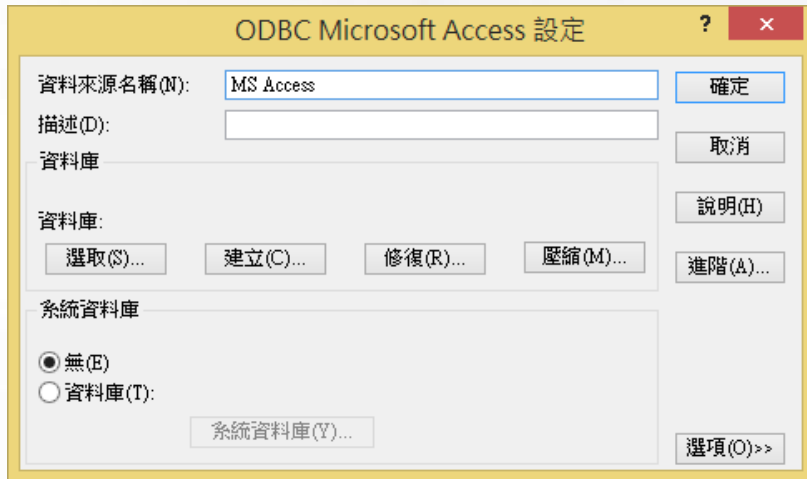 ODBC Microsoft Access 設定
? ×
資料來源名稱(N): MS Access
確定
描述(D):
取消
資料庫
說明(H)
資料庫:
選取(S)... 建立(C)... 修復(R)... 壓縮(M)...
進階(A)...
系統資料庫
無(E)
資料庫(T):
系統資料庫(Y)...
選項(O)>>